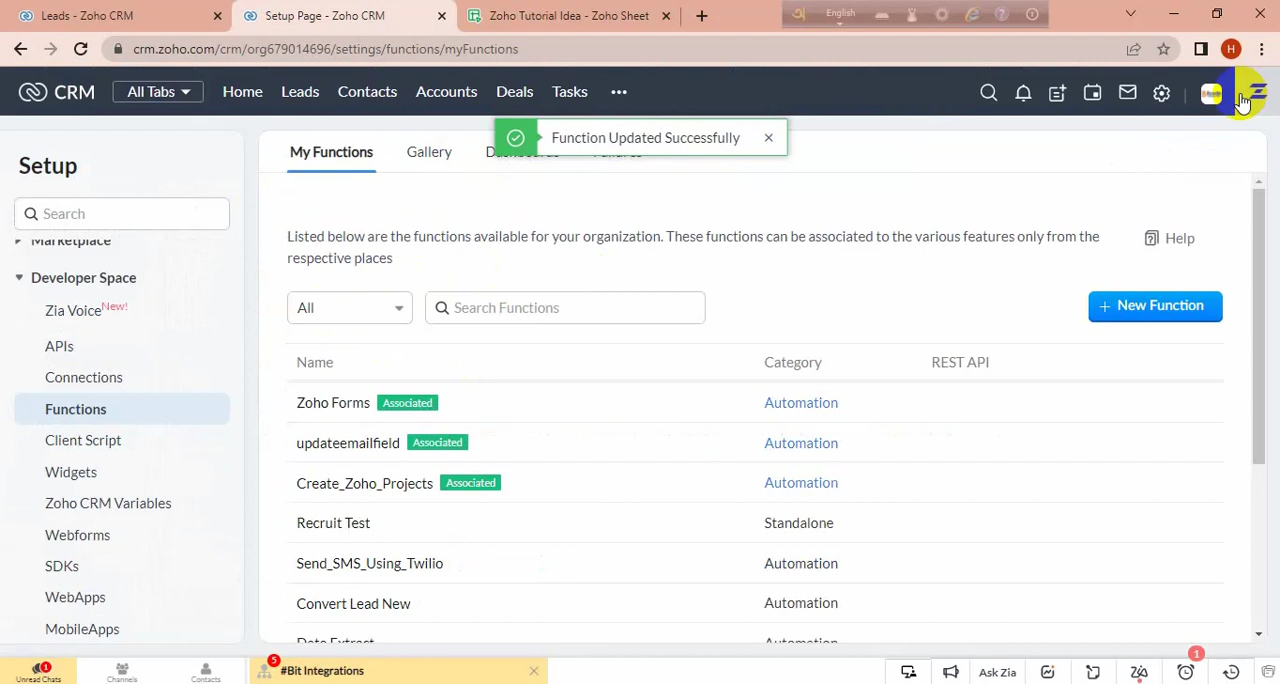 Leads - Zoho CRM
Setup Page - Zoho CRM
Zoho Tutorial Idea - Zoho Sheet
English
crm.zoho.com/crm/org679014696/settings/functions/myFunctions
H
CRM
All Tabs
Home
Leads
Contacts
Accounts
Deals
Tasks
Function Updated Successfully
Setup
My Functions
Gallery
Search
Marketplace
Listed below are the functions available for your organization. These functions can be associated to the various features only from the
respective places
Help
Developer Space
Zia Voice New!
All
Search Functions
+ New Function
APIs
Name
Category
REST API
Connections
Functions
Zoho Forms Associated
Automation
Client Script
updateemailfield Associated
Automation
Widgets
Create_Zoho_Projects Associated
Automation
Zoho CRM Variables
Recruit Test
Standalone
Webforms
SDKs
Send_SMS_Using_Twilio
Automation
WebApps
Convert Lead New
Automation
MobileApps
Automation
1
Unread Chats
Channels
Contacts
5
#Bit Integrations
Ask Zia
1